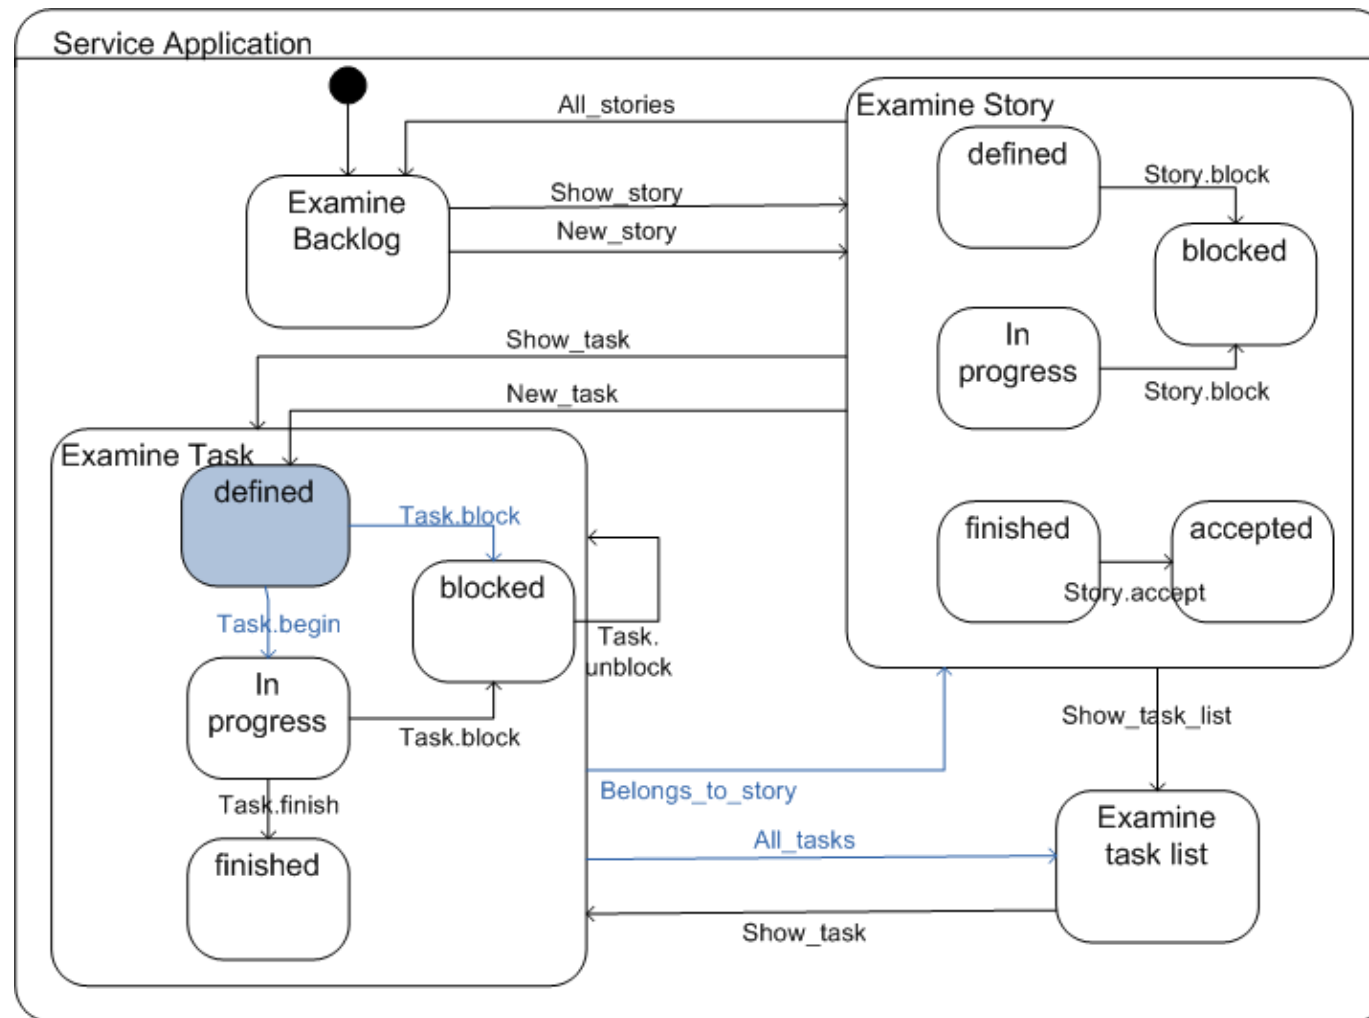 Service Application
All_stories
Examine Story
defined
Story.block
Examine
Backlog
Show_story
New_story
blocked
In
progress
Story.block
Show_task
New_task
Examine Task
defined
Task.block
blocked
Task.
unblock
Task.begin
In
progress
Task.block
Task.finish
finished
finished
accepted
Story.accept
Show_task_list
Belongs_to_story
All_tasks
Examine
task list
Show_task